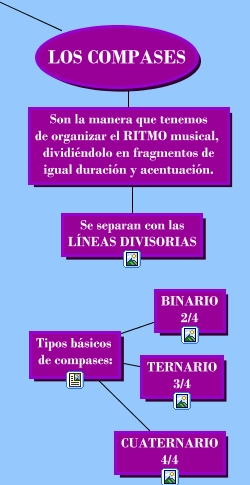 LOS COMPASES
Son la manera que tenemos
de organizar el RITMO musical,
dividiéndolo en fragmentos de
igual duración y acentuación.
Se separan con las
LÍNEAS DIVISORIAS
Tipos básicos
de compases:
BINARIO
2/4
TERNARIO
3/4
CUATERNARIO
4/4